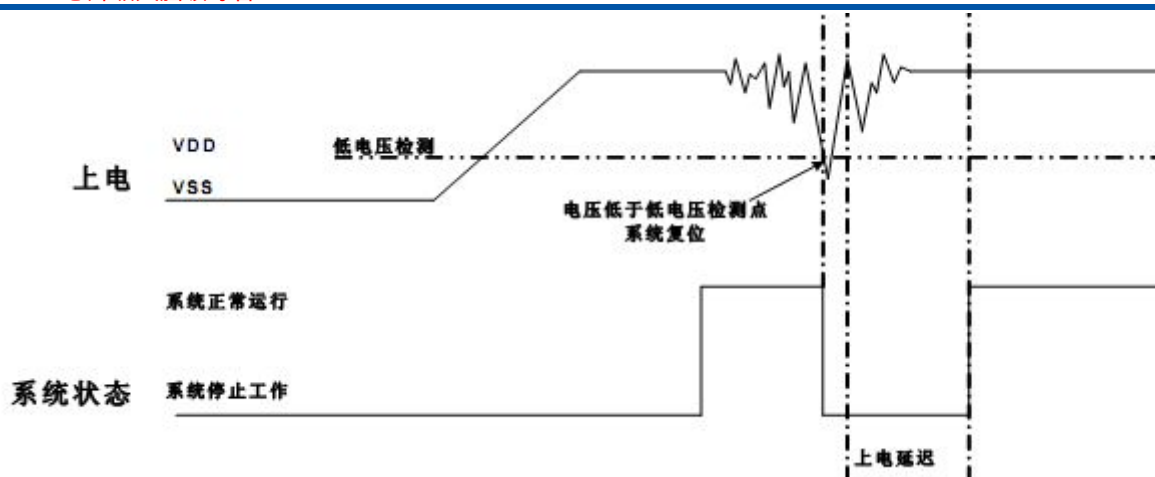 VDD
低电压检测
上电
VSS
电压低于低电压检测点
系统复位
系统正常运行
系统状态
系统停止工作
上电延迟